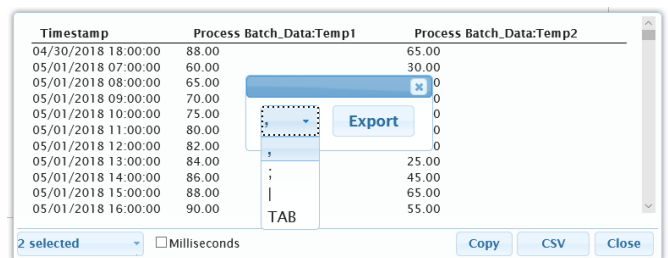 Timestamp Process Batch_Data:Temp1 Process Batch_Data:Temp2
04/30/2018 18:00:00 88.00 65.00
05/01/2018 07:00:00 60.00 30.00
05/01/2018 08:00:00 65.00 0
05/01/2018 09:00:00 70.00 0
05/01/2018 10:00:00 75.00 , Export 0
05/01/2018 11:00:00 80.00 0
05/01/2018 12:00:00 82.00 , 0
05/01/2018 13:00:00 84.00 25.00
05/01/2018 14:00:00 86.00 ; 45.00
05/01/2018 15:00:00 88.00 | 65.00
05/01/2018 16:00:00 90.00 TAB 55.00
2 selected Milliseconds Copy CSV Close